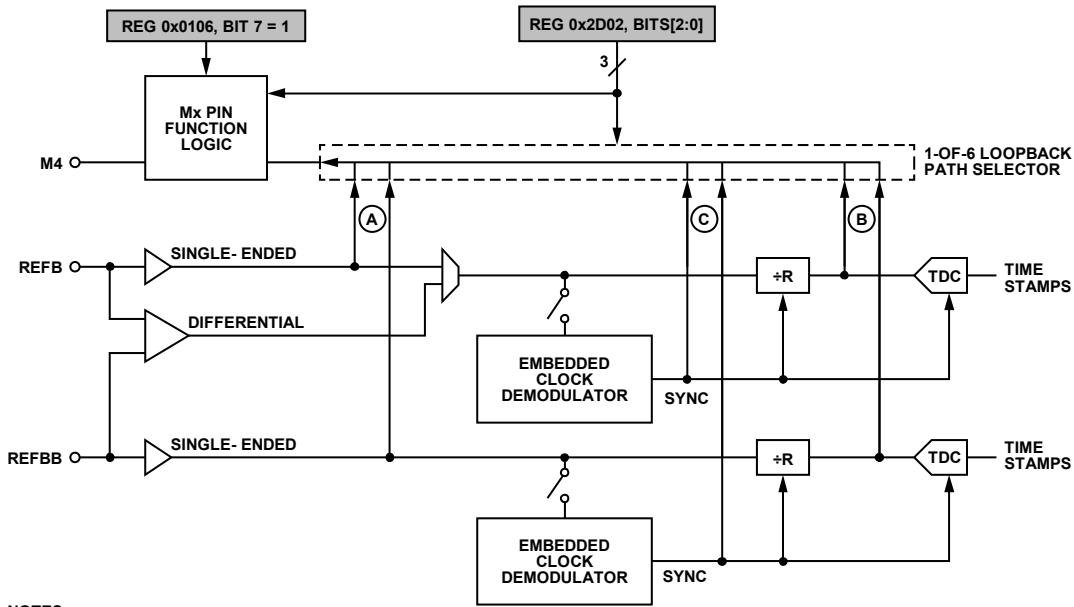 REG 0x0106, BIT 7 = 1
REG 0x2D02, BITS[2:0]
3
Mx PIN
FUNCTION
LOGIC
M4
1-OF-6 LOOPBACK
PATH SELECTOR
A
C
B
REFB
SINGLE- ENDED
÷R
TDC
TIME
STAMPS
DIFFERENTIAL
EMBEDDED
CLOCK
DEMODULATOR
SYNC
REFBB
SINGLE- ENDED
÷R
TDC
TIME
STAMPS
EMBEDDED
CLOCK
DEMODULATOR
SYNC